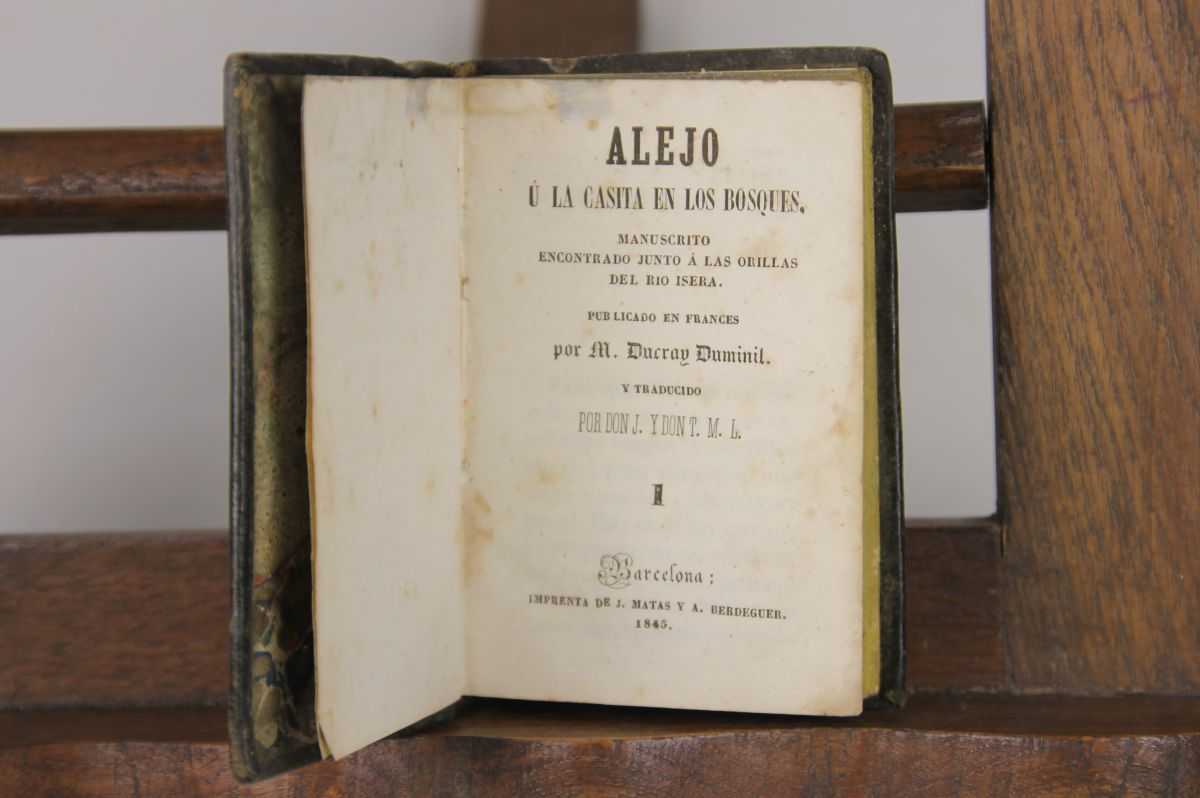 ALEJO
Ú LA CASITA EN LOS BOSQUES.
MANUSCRITO
ENCONTRADO JUNTO Á LAS ORILLAS
DEL RIO ISERA.
PUBLICADO EN FRANCES
por M. Ducray Duminil.
Y TRADUCIDO
POR DON J. Y DON T. M. L.
I
Barcelona:
IMPRENTA DE J. MATAS Y A. BERDEGUER.
1845.